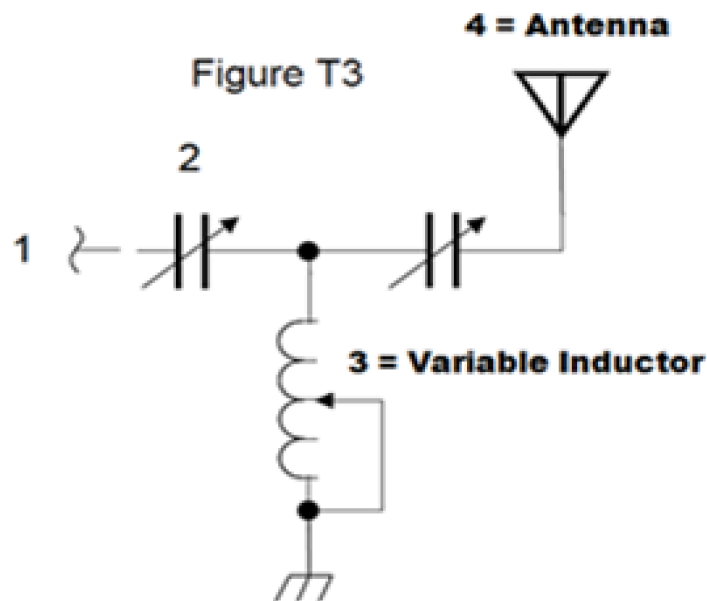 4 = Antenna
Figure T3
2
1
3 = Variable Inductor